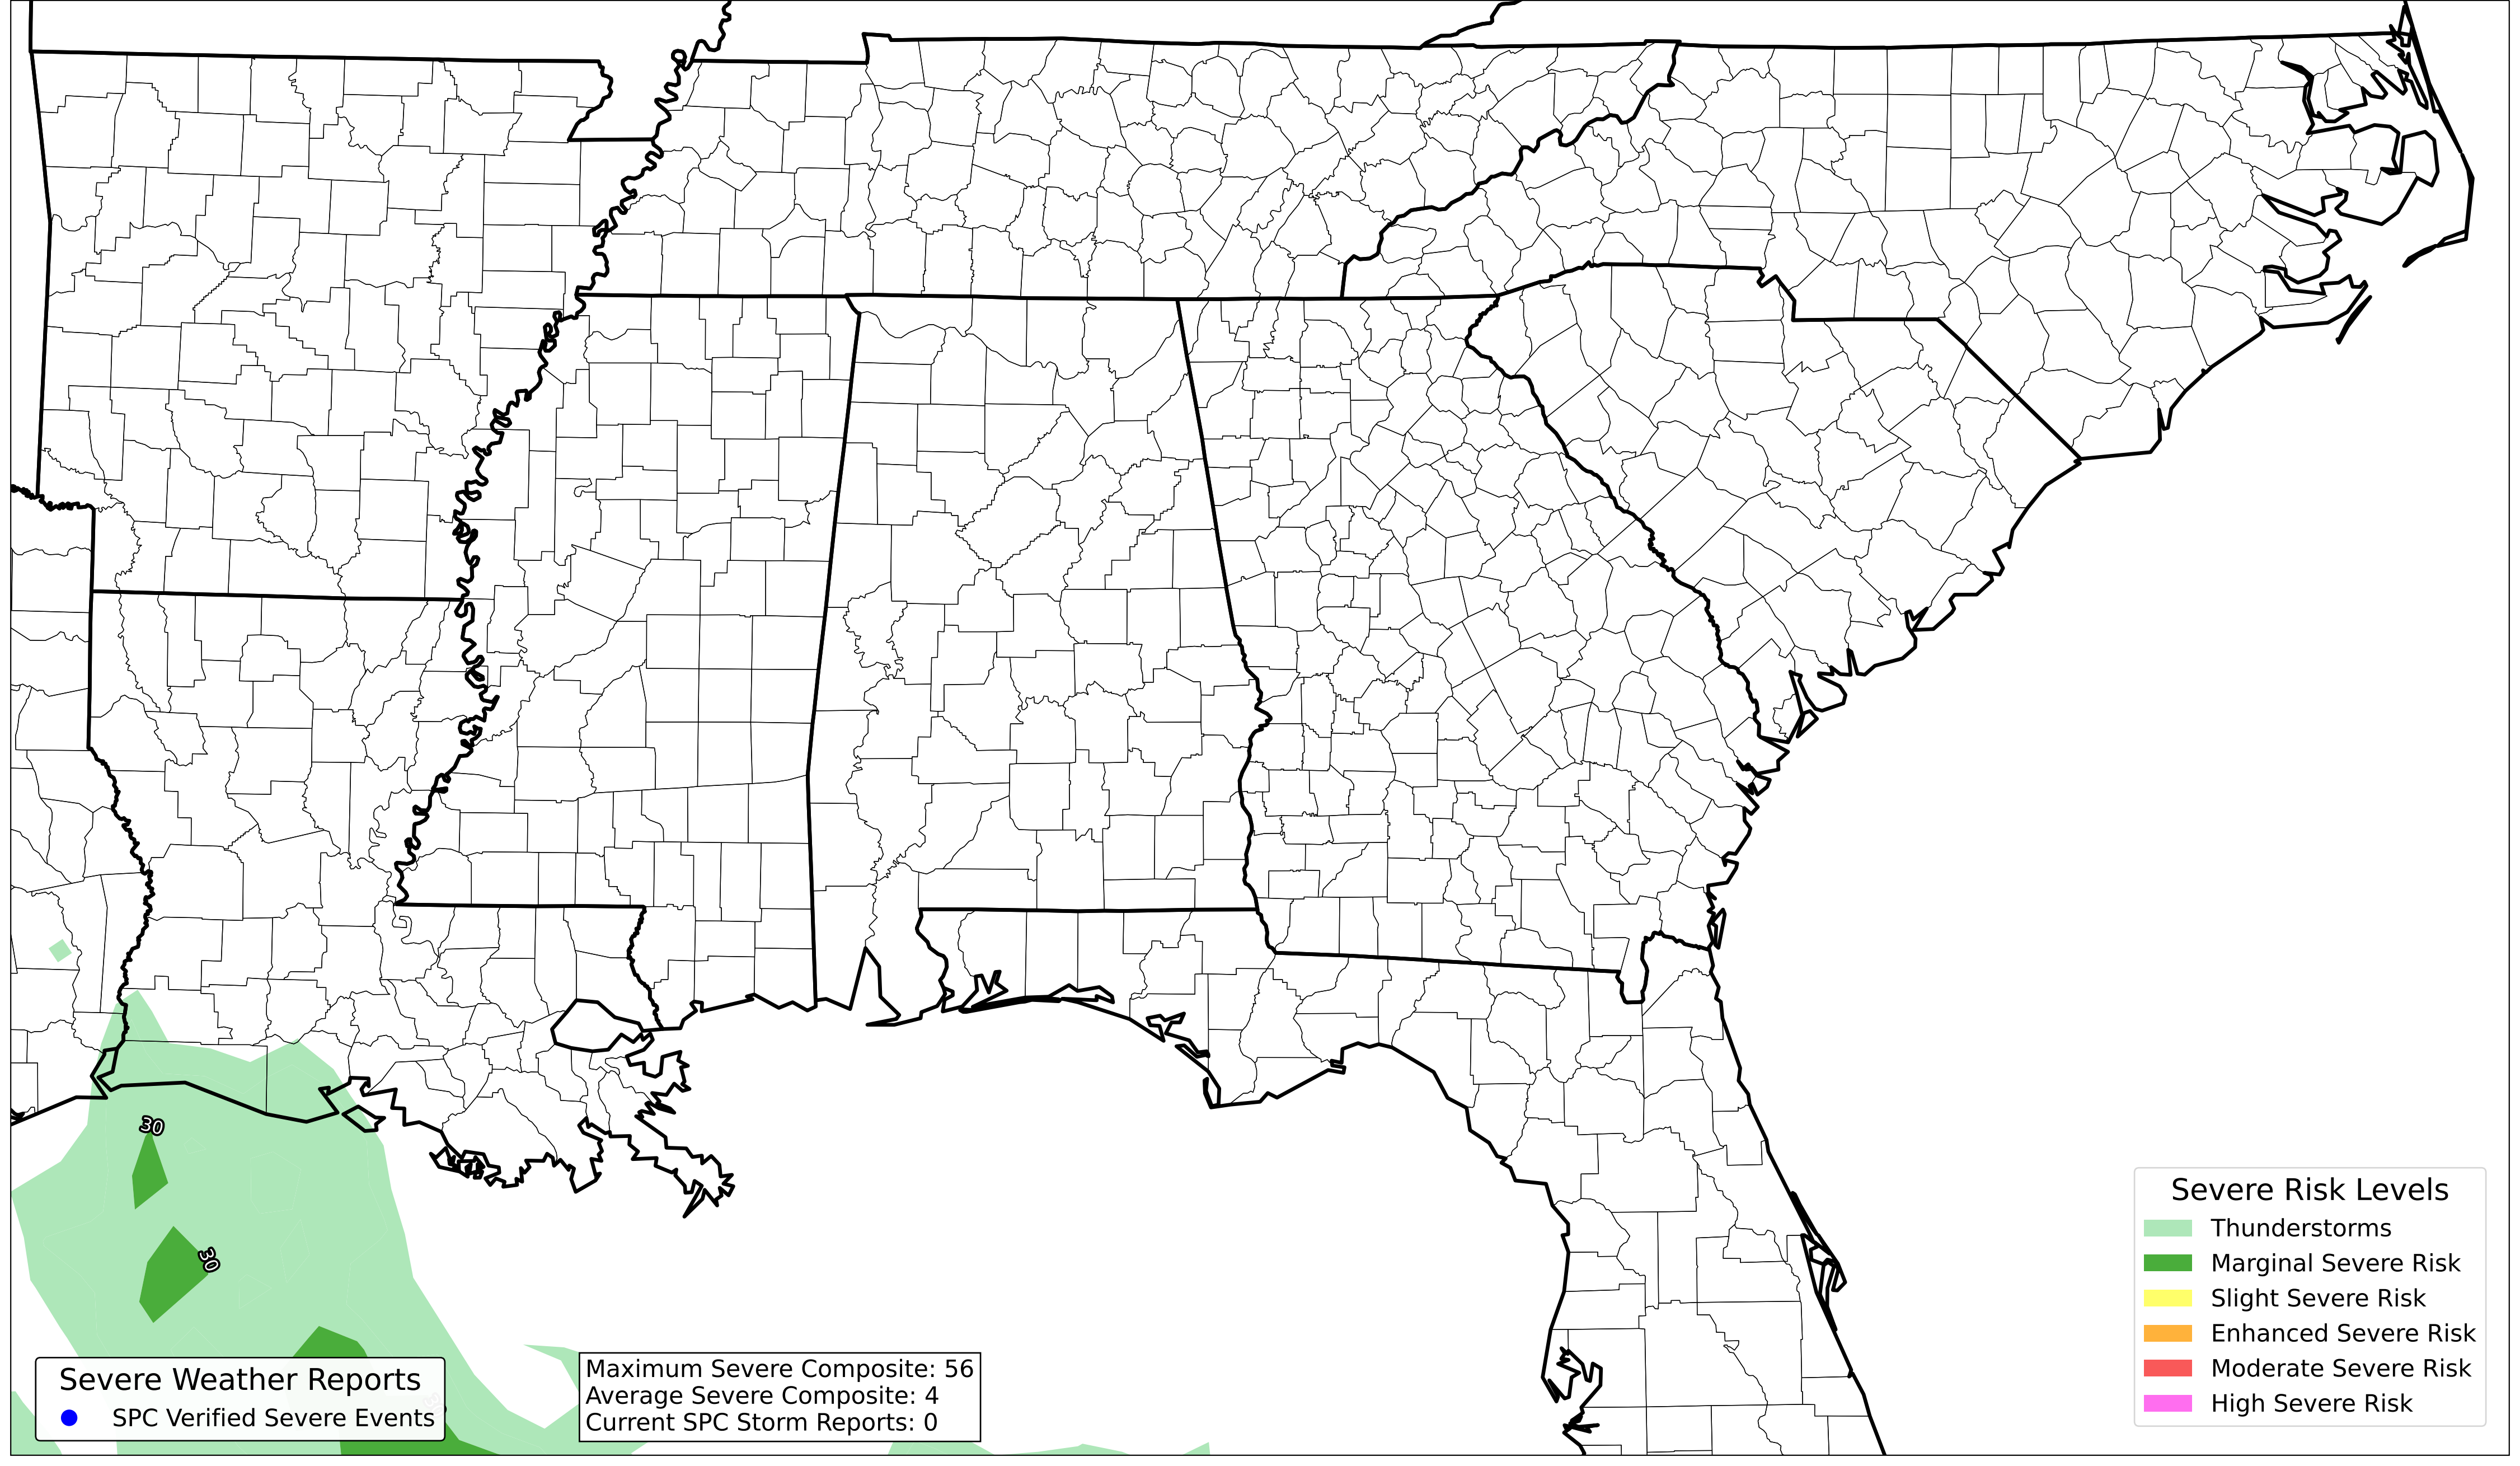 30
30
Severe Weather Reports
SPC Verified Severe Events
Maximum Severe Composite: 56
Average Severe Composite: 4
Current SPC Storm Reports: 0
Severe Risk Levels
Thunderstorms
Marginal Severe Risk
Slight Severe Risk
Enhanced Severe Risk
Moderate Severe Risk
High Severe Risk